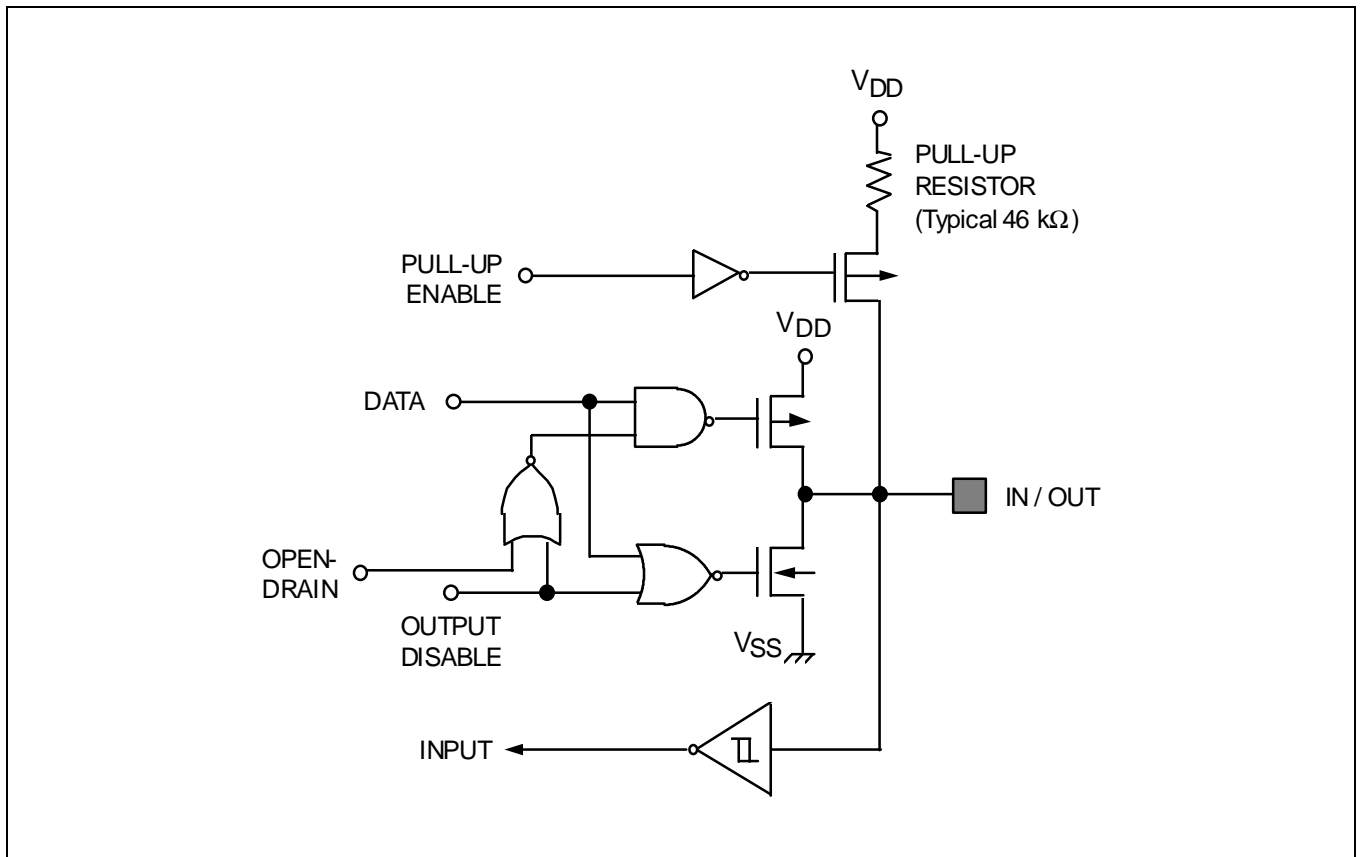 VDD
PULL-UP
RESISTOR
(Typical 46 kΩ)
PULL-UP
ENABLE
VDD
DATA
IN / OUT
OPEN-
DRAIN
OUTPUT
DISABLE
VSS
INPUT